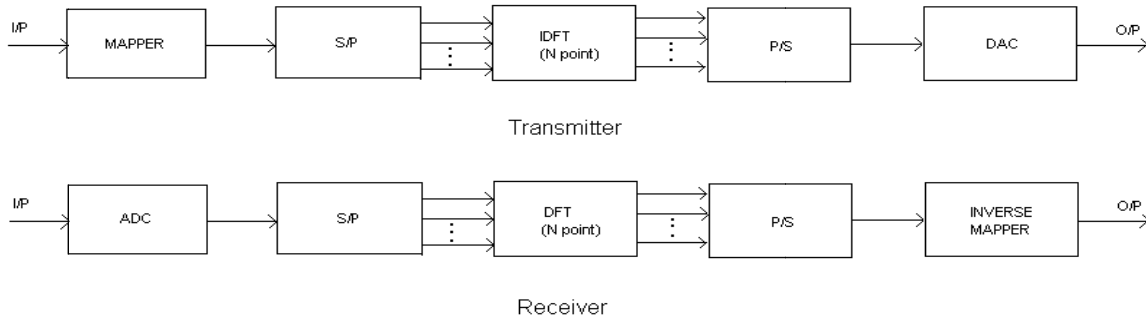 I/P
MAPPER
S/P
IDFT
(N point)
P/S
DAC
O/P
Transmitter
I/P
ADC
S/P
DFT
(N point)
P/S
INVERSE
MAPPER
O/P
Receiver